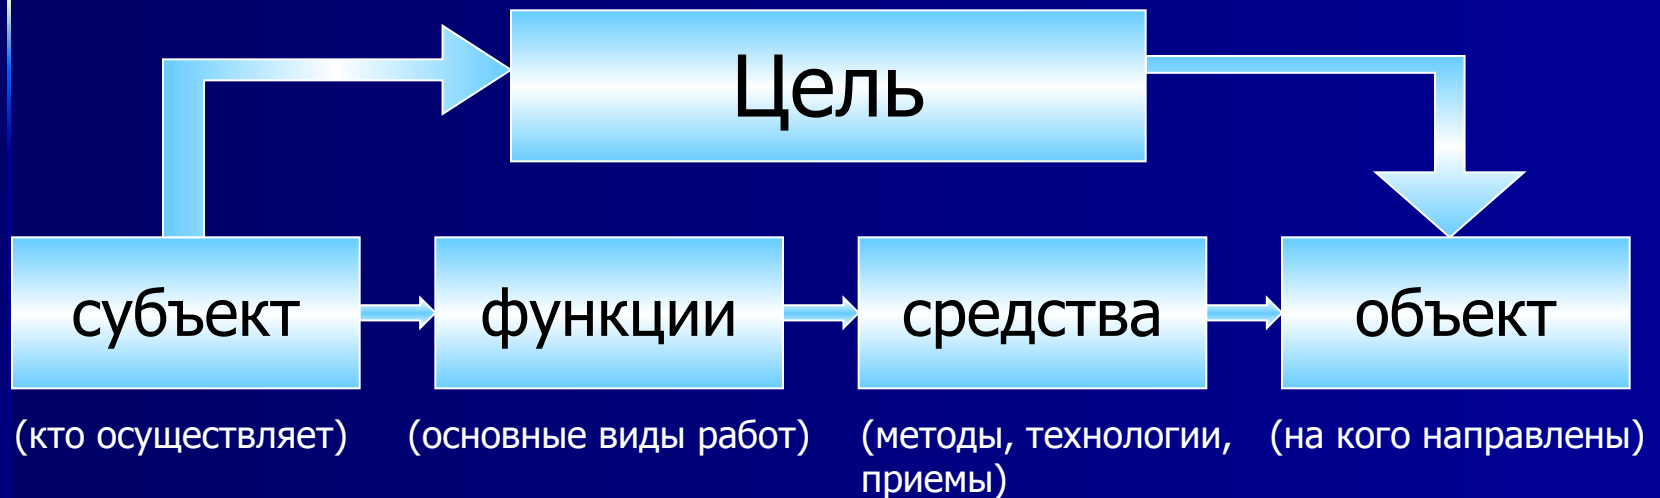 Цель
субъект
функции
средства
объект
(кто осуществляет)
(основные виды работ)
(методы, технологии,
приемы)
(на кого направлены)